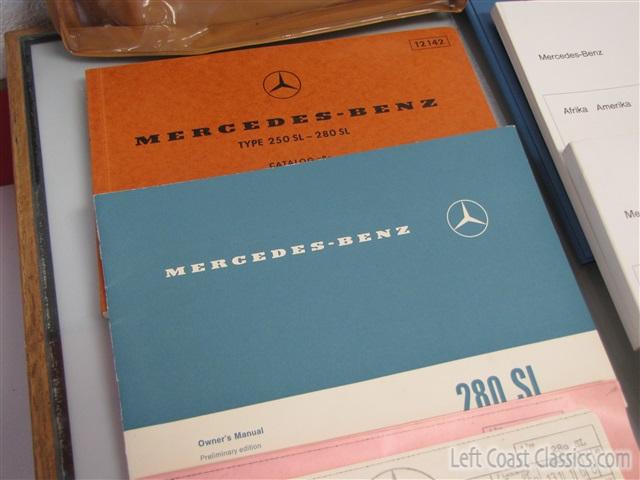 12142
MERCEDES-BENZ
TYPE 250 SL - 280 SL
Mercedes-Benz
Afrika Amerika
MERCEDES-BENZ
280 SL
Owner's Manual
Preliminary edition
Left Coast Classics.com